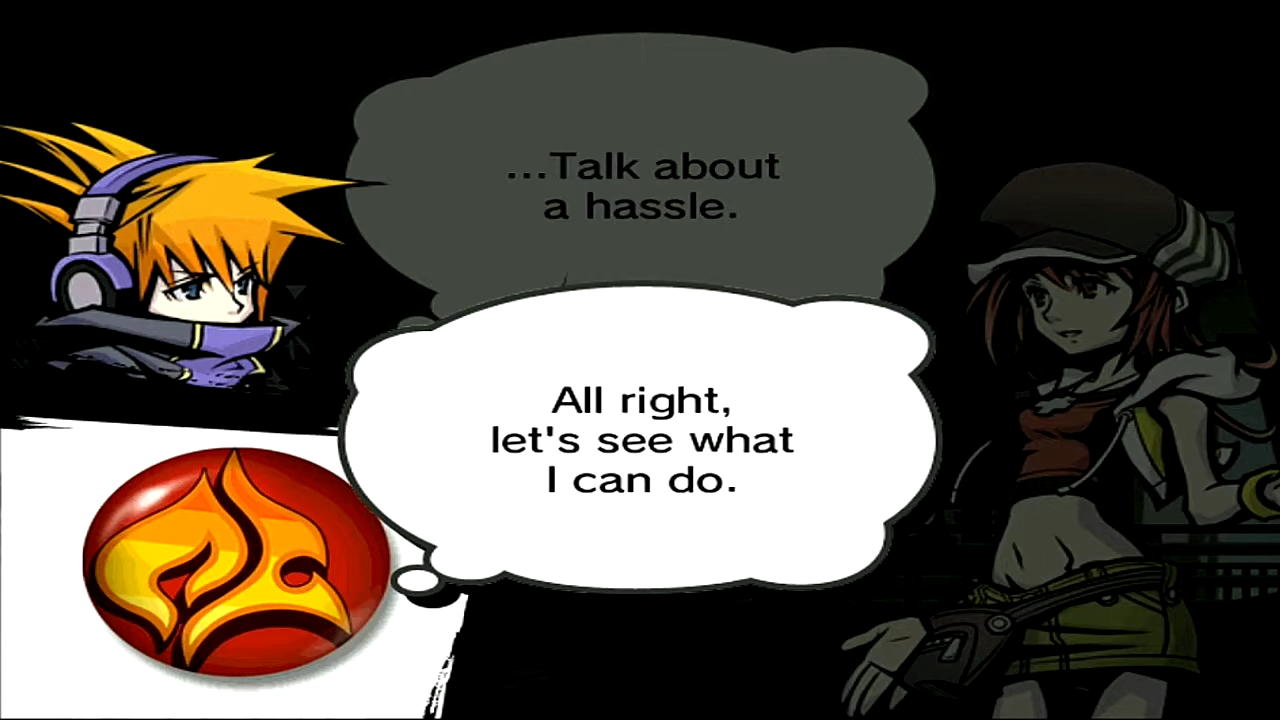 ...Talk about
a hassle.
All right,
let's see what
I can do.